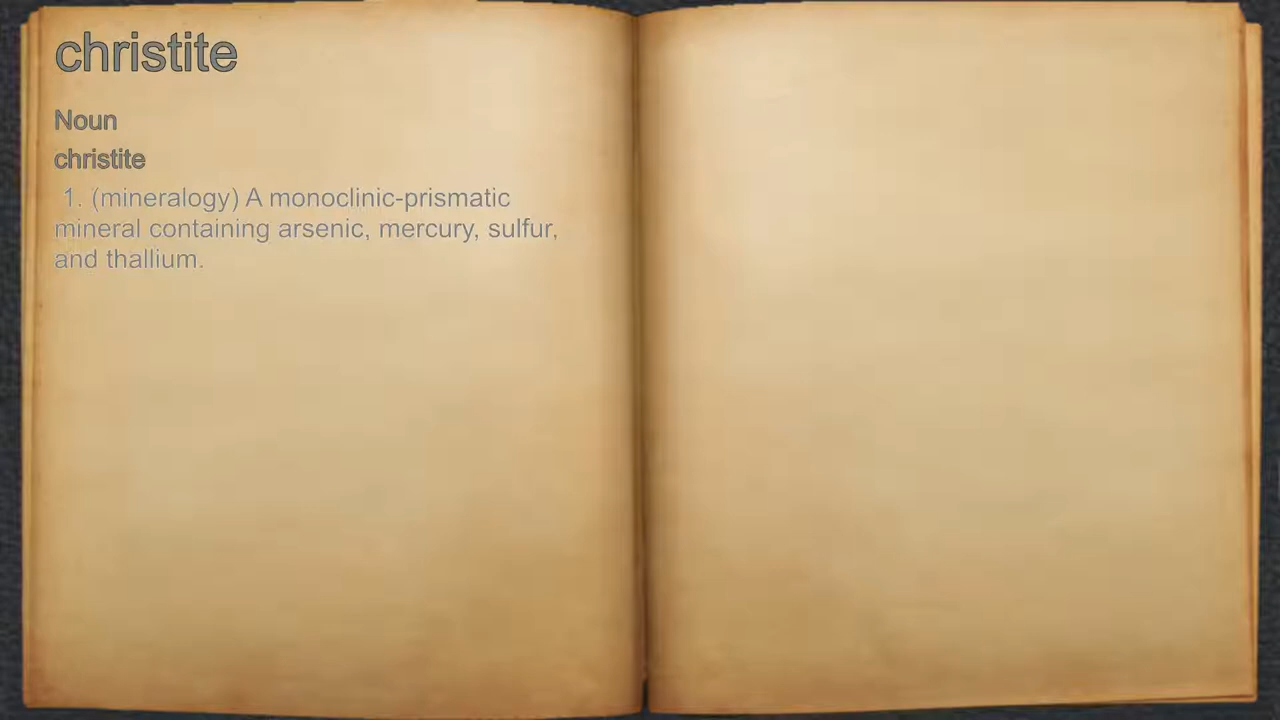 christite
Noun
christite
1. (mineralogy) A monoclinic-prismatic
mineral containing arsenic, mercury, sulfur,
and thallium.